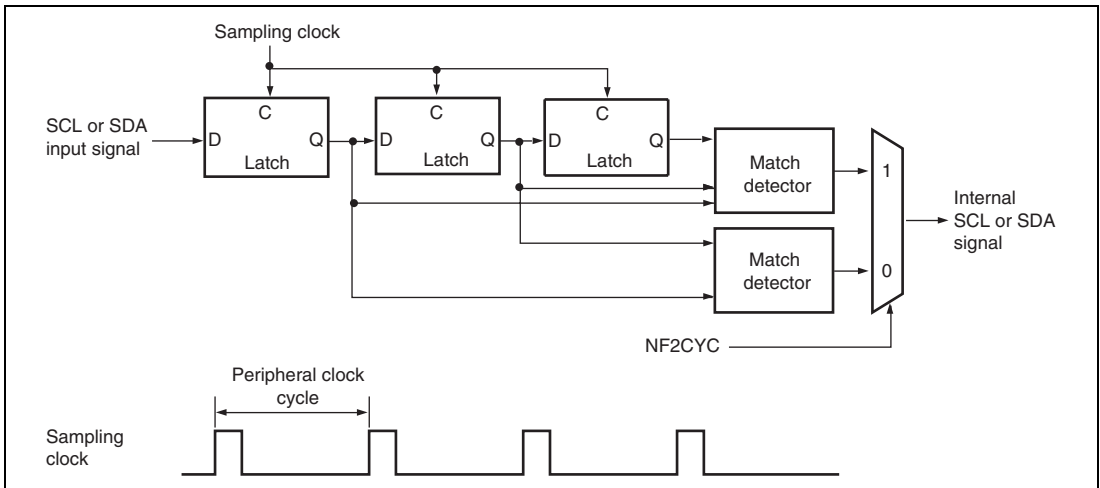 Sampling clock
SCL or SDA
input signal
C
D
Q
Latch
C
D
Q
Latch
C
D
Q
Latch
Match
detector
Match
detector
1
0
Internal
SCL or SDA
signal
NF2CYC
Peripheral clock
cycle
Sampling
clock